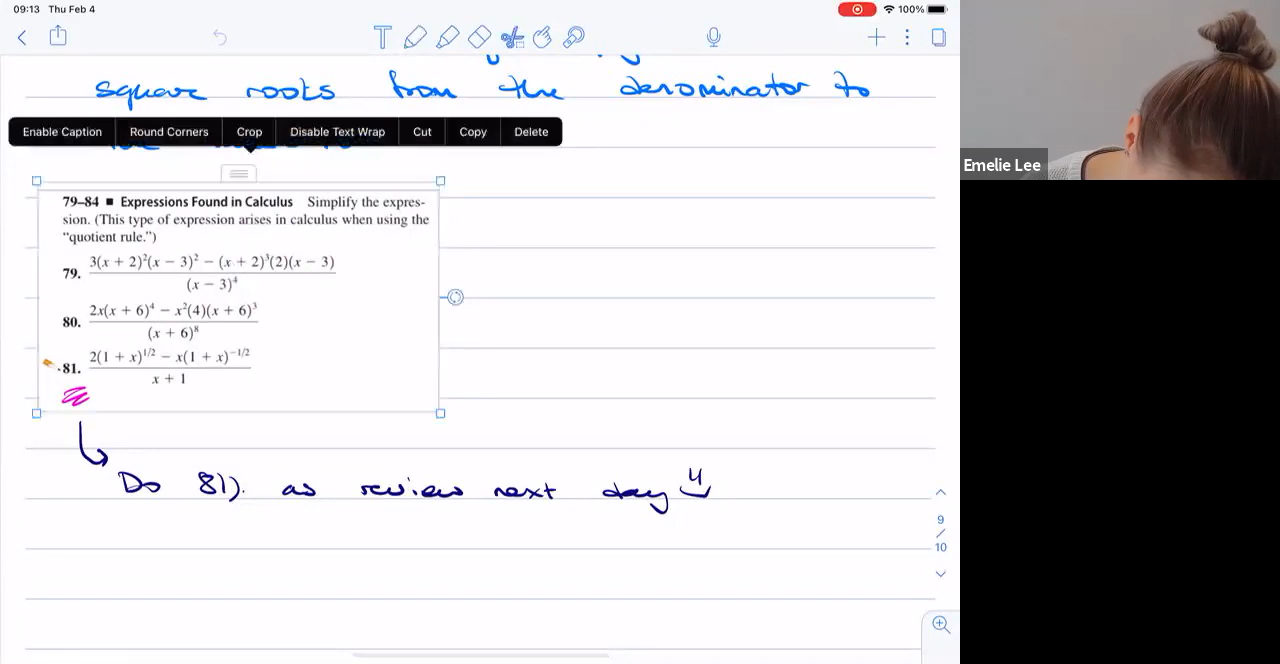 09:13 Thu Feb 4
100%
square roots from the denominator to
Enable Caption Round Corners Crop Disable Text Wrap Cut Copy Delete
79–84 ■ Expressions Found in Calculus Simplify the expres-
sion. (This type of expression arises in calculus when using the
“quotient rule.”)
79. 3(x + 2)²(x − 3)² − (x + 2)³(2)(x − 3)
(x − 3)⁴
80. 2x(x + 6)⁴ − x²(4)(x + 6)³
(x + 6)⁸
81. 2(1 + x)^1/2 − x(1 + x)^−1/2
x + 1
Do 81). as review next day
9
/
10
Emelie Lee